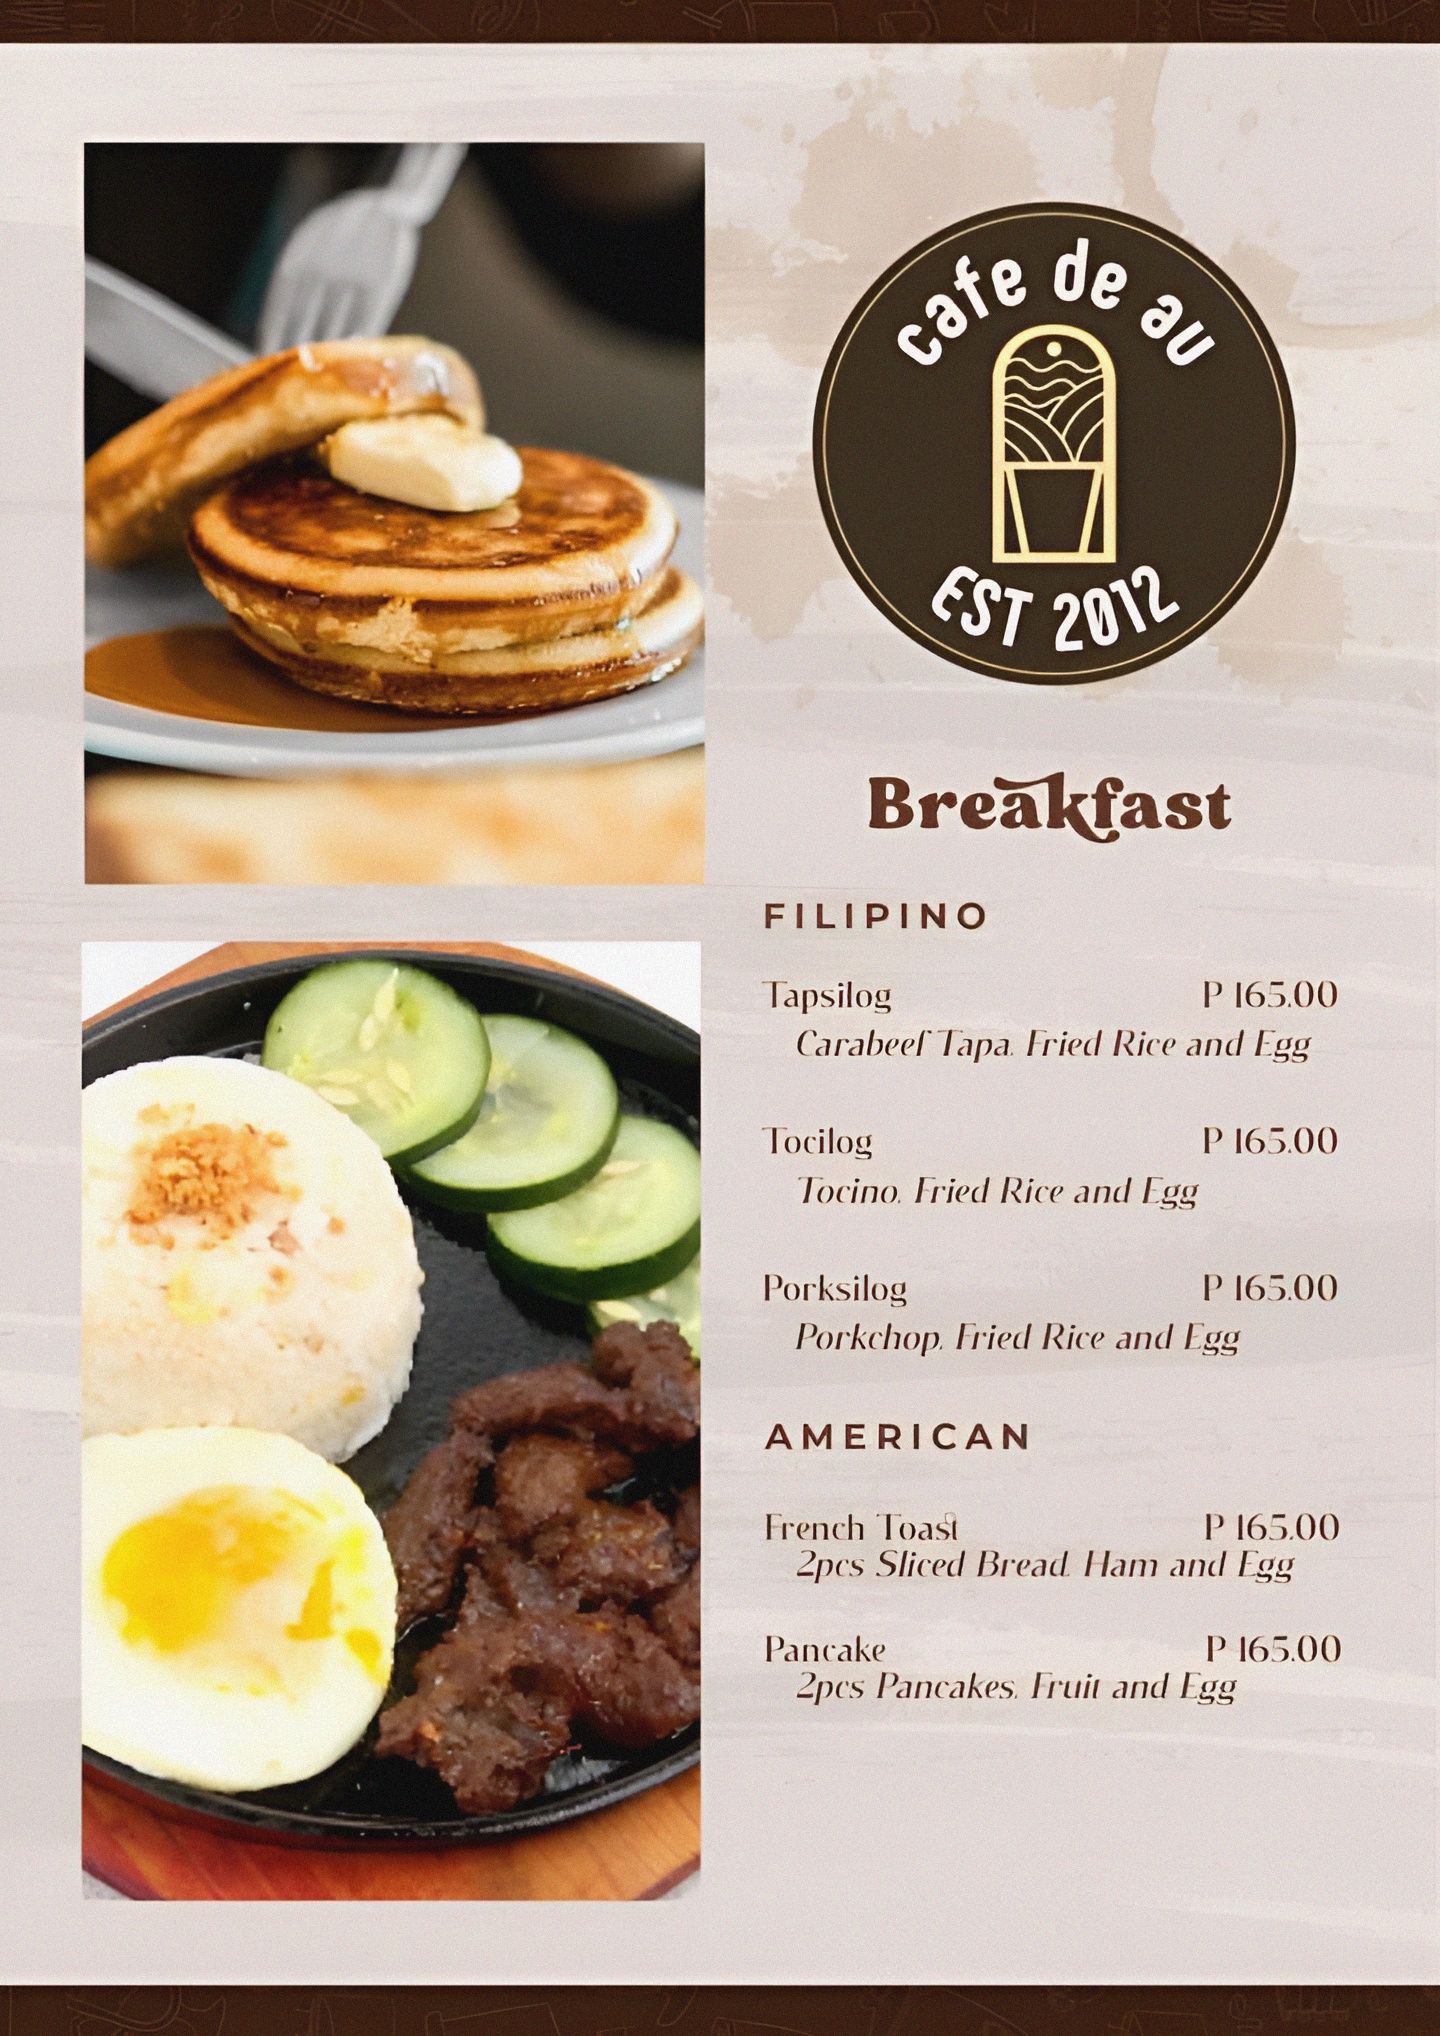 cafe de au
EST 2012
Breakfast
FILIPINO
Tapsilog P 165.00
Carabeef Tapa, Fried Rice and Egg
Tocilog P 165.00
Tocino, Fried Rice and Egg
Porksilog P 165.00
Porkchop, Fried Rice and Egg
AMERICAN
French Toast P 165.00
2pcs Sliced Bread, Ham and Egg
Pancake P 165.00
2pcs Pancakes, Fruit and Egg